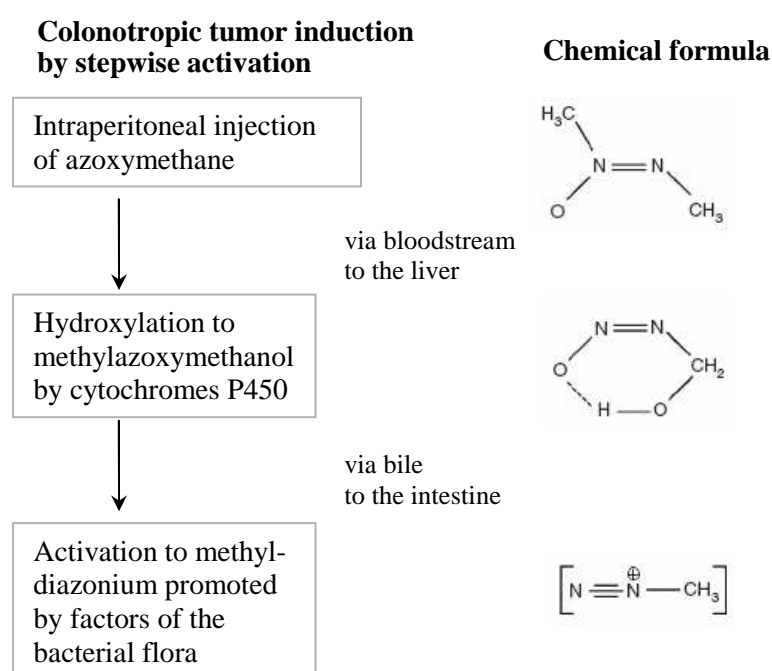 Colonotropic tumor induction
by stepwise activation
Chemical formula
Intraperitoneal injection
of azoxymethane
H₃C
N
N
O
CH₃
via bloodstream
to the liver
Hydroxylation to
methylazoxymethanol
by cytochromes P450
N
N
O
CH₂
H
O
via bile
to the intestine
Activation to methyl-
diazonium promoted
by factors of the
bacterial flora
[N≡N⊕—CH₃]